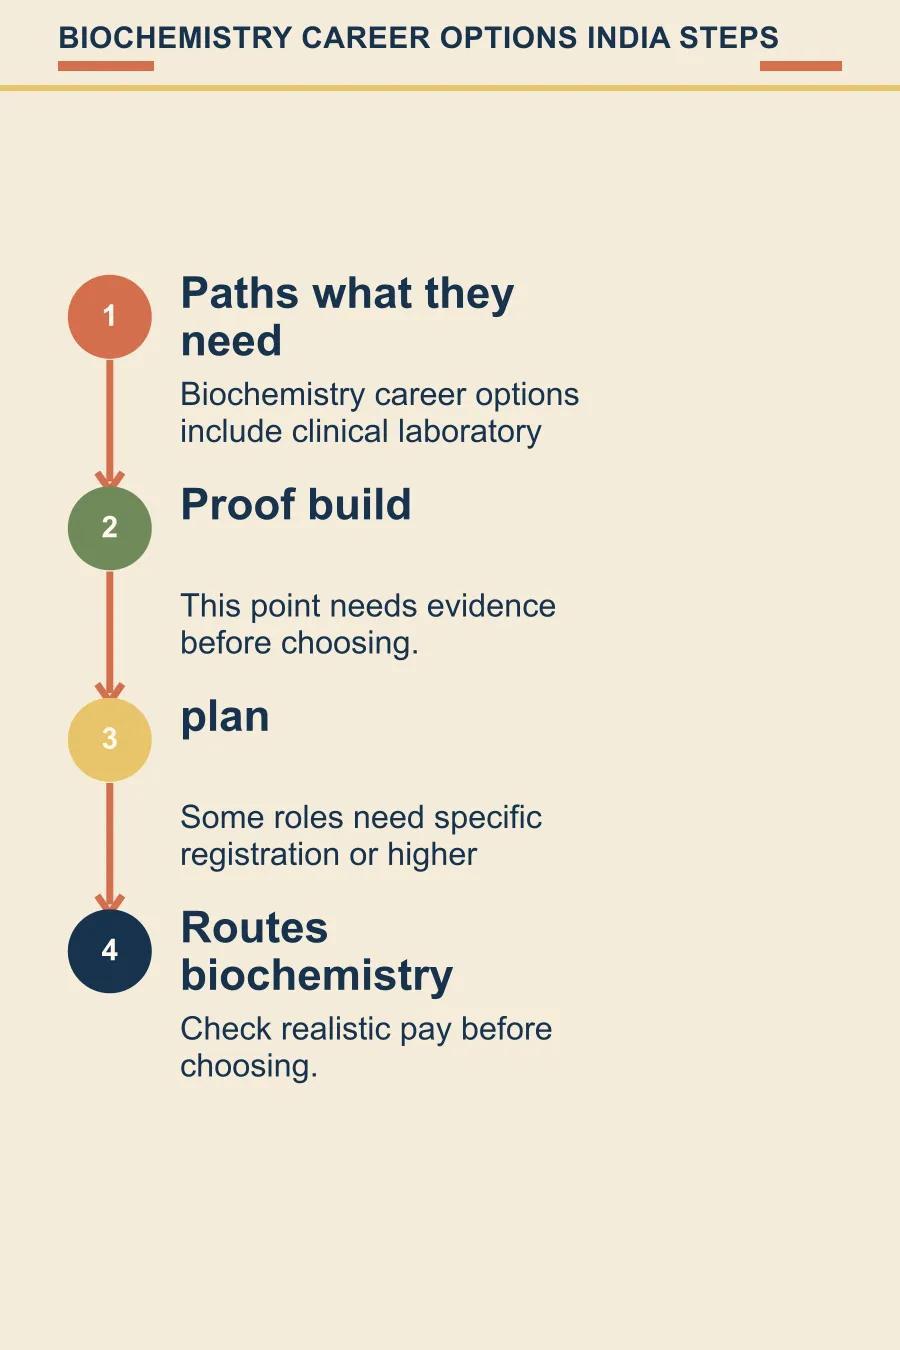 BIOCHEMISTRY CAREER OPTIONS INDIA STEPS
1
Paths what they
need
Biochemistry career options
include clinical laboratory
2
Proof build
This point needs evidence
before choosing.
3
plan
Some roles need specific
registration or higher
4
Routes
biochemistry
Check realistic pay before
choosing.